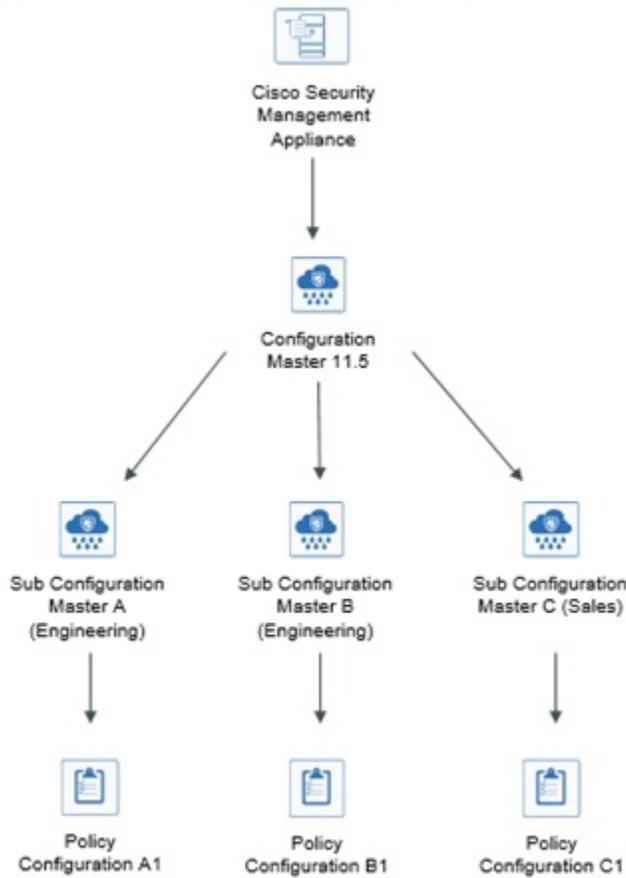 Cisco Security
Management
Appliance
Configuration
Master 11.5
Sub Configuration
Master A
(Engineering)
Sub Configuration
Master B
(Engineering)
Sub Configuration
Master C (Sales)
Policy
Configuration A1
Policy
Configuration B1
Policy
Configuration C1